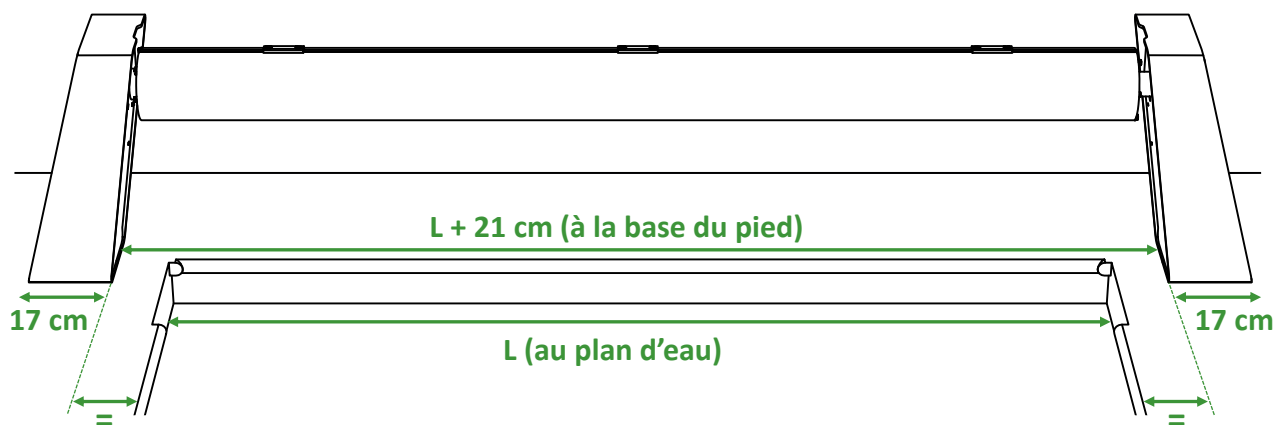 L + 21 cm (à la base du pied)
17 cm
17 cm
L (au plan d’eau)
=
=